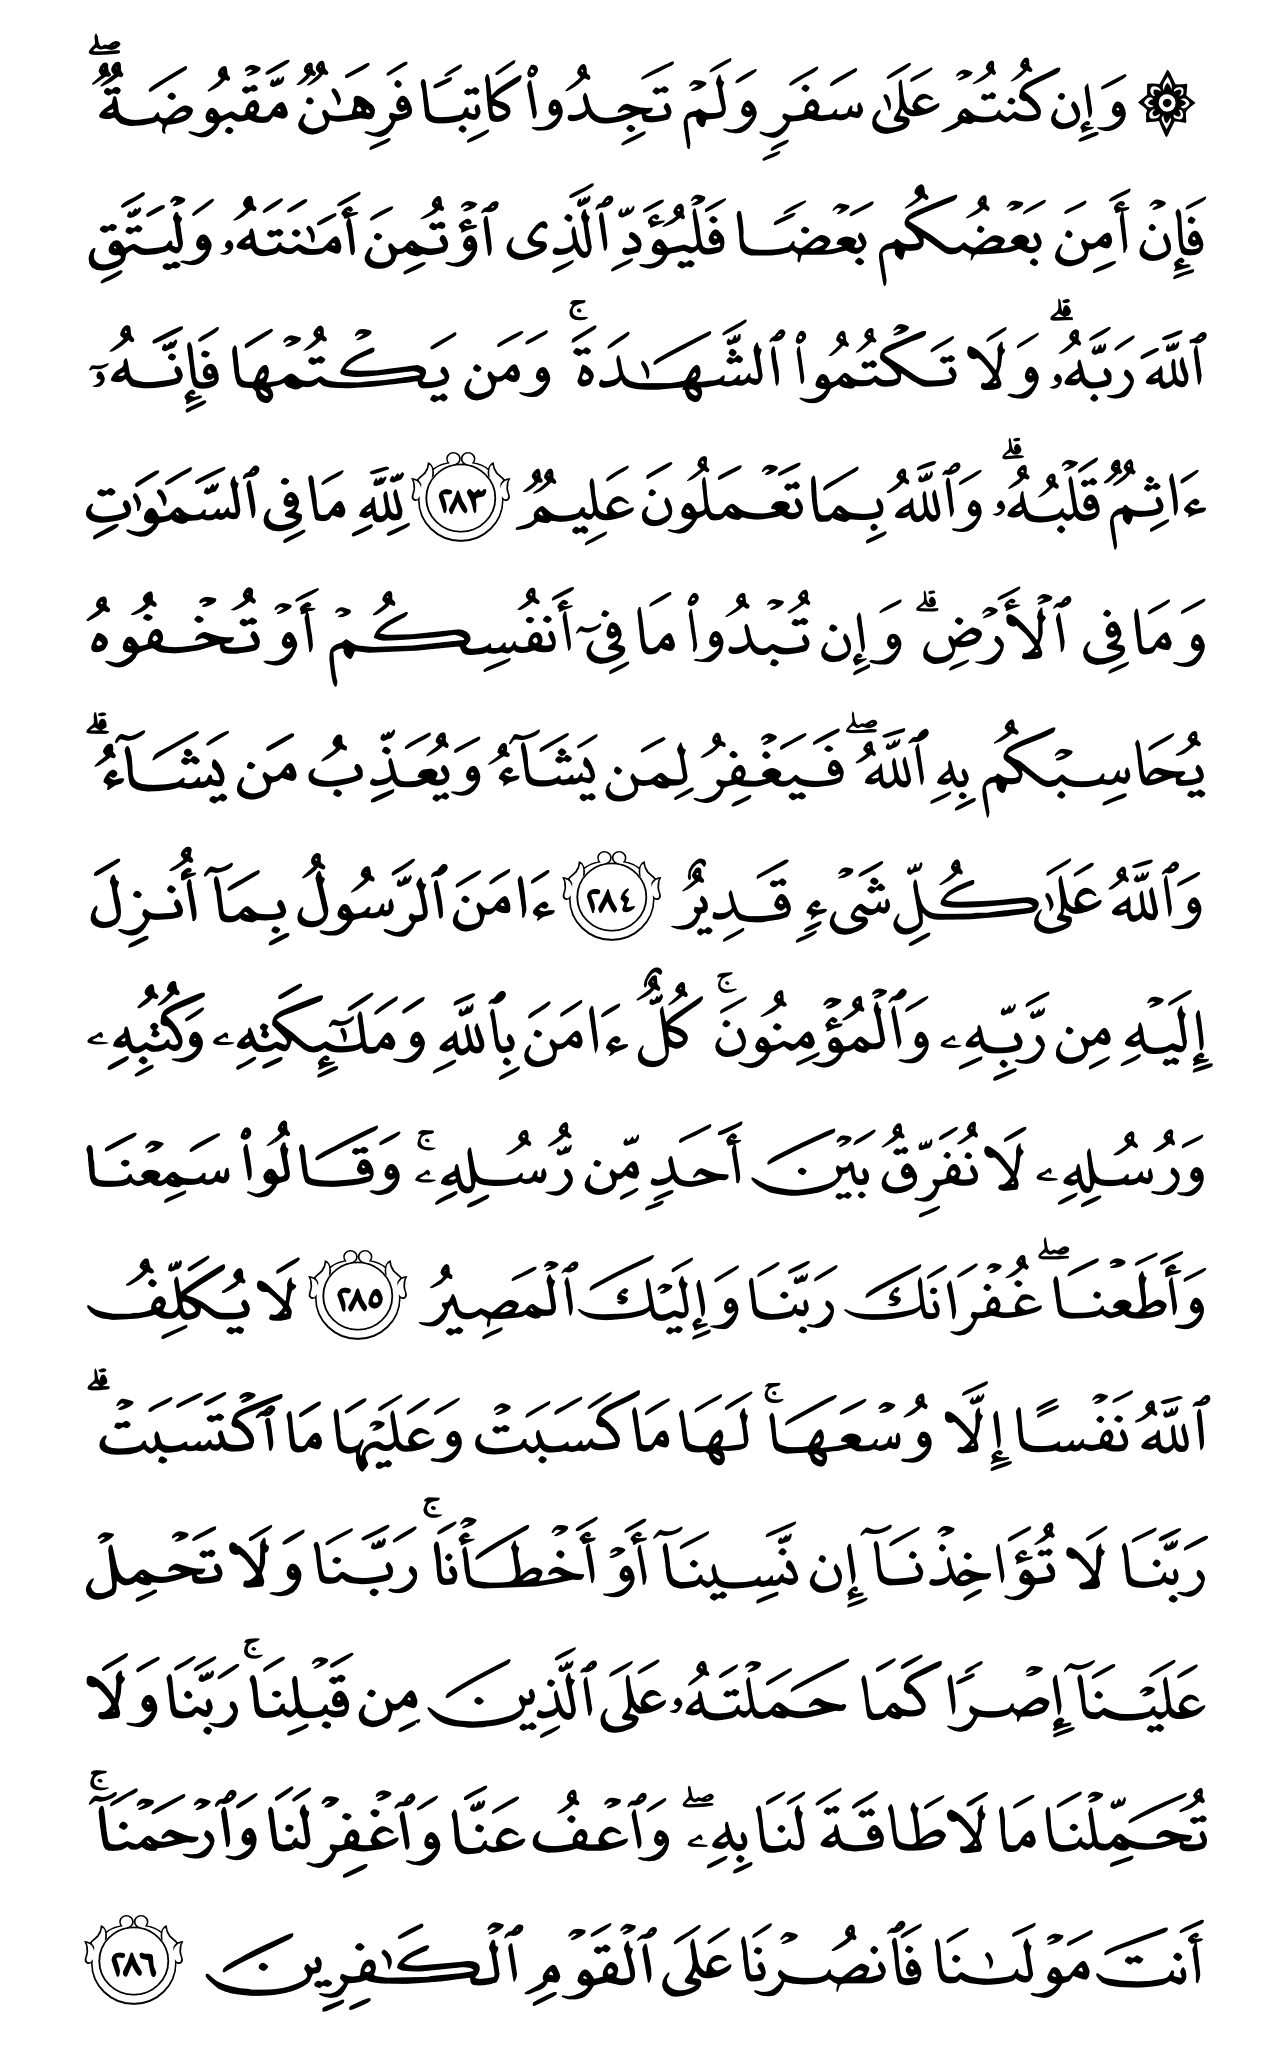 ۞ وَإِن كُنتُمْ عَلَىٰ سَفَرٍ وَلَمْ تَجِدُوا۟ كَاتِبًا فَرِهَـٰنٌ مَّقْبُوضَةٌ ۖ
فَإِنْ أَمِنَ بَعْضُكُم بَعْضًا فَلْيُؤَدِّ ٱلَّذِى ٱؤْتُمِنَ أَمَـٰنَتَهُۥ وَلْيَتَّقِ
ٱللَّهَ رَبَّهُۥ ۗ وَلَا تَكْتُمُوا۟ ٱلشَّهَـٰدَةَ ۚ وَمَن يَكْتُمْهَا فَإِنَّهُۥٓ
ءَاثِمٌ قَلْبُهُۥ ۗ وَٱللَّهُ بِمَا تَعْمَلُونَ عَلِيمٌ ٢٨٣ لِّلَّهِ مَا فِى ٱلسَّمَـٰوَٰتِ
وَمَا فِى ٱلْأَرْضِ ۗ وَإِن تُبْدُوا۟ مَا فِىٓ أَنفُسِكُمْ أَوْ تُخْفُوهُ
يُحَاسِبْكُم بِهِ ٱللَّهُ ۖ فَيَغْفِرُ لِمَن يَشَآءُ وَيُعَذِّبُ مَن يَشَآءُ ۗ
وَٱللَّهُ عَلَىٰ كُلِّ شَىْءٍ قَدِيرٌ ٢٨٤ ءَامَنَ ٱلرَّسُولُ بِمَآ أُنزِلَ
إِلَيْهِ مِن رَّبِّهِۦ وَٱلْمُؤْمِنُونَ ۚ كُلٌّ ءَامَنَ بِٱللَّهِ وَمَلَـٰٓئِكَتِهِۦ وَكُتُبِهِۦ
وَرُسُلِهِۦ لَا نُفَرِّقُ بَيْنَ أَحَدٍ مِّن رُّسُلِهِۦ ۚ وَقَالُوا۟ سَمِعْنَا
وَأَطَعْنَا ۖ غُفْرَانَكَ رَبَّنَا وَإِلَيْكَ ٱلْمَصِيرُ ٢٨٥ لَا يُكَلِّفُ
ٱللَّهُ نَفْسًا إِلَّا وُسْعَهَا ۚ لَهَا مَا كَسَبَتْ وَعَلَيْهَا مَا ٱكْتَسَبَتْ ۗ
رَبَّنَا لَا تُؤَاخِذْنَآ إِن نَّسِينَآ أَوْ أَخْطَأْنَا ۚ رَبَّنَا وَلَا تَحْمِلْ
عَلَيْنَآ إِصْرًا كَمَا حَمَلْتَهُۥ عَلَى ٱلَّذِينَ مِن قَبْلِنَا ۚ رَبَّنَا وَلَا
تُحَمِّلْنَا مَا لَا طَاقَةَ لَنَا بِهِۦ ۖ وَٱعْفُ عَنَّا وَٱغْفِرْ لَنَا وَٱرْحَمْنَآ ۚ
أَنتَ مَوْلَىٰنَا فَٱنصُرْنَا عَلَى ٱلْقَوْمِ ٱلْكَـٰفِرِينَ ٢٨٦